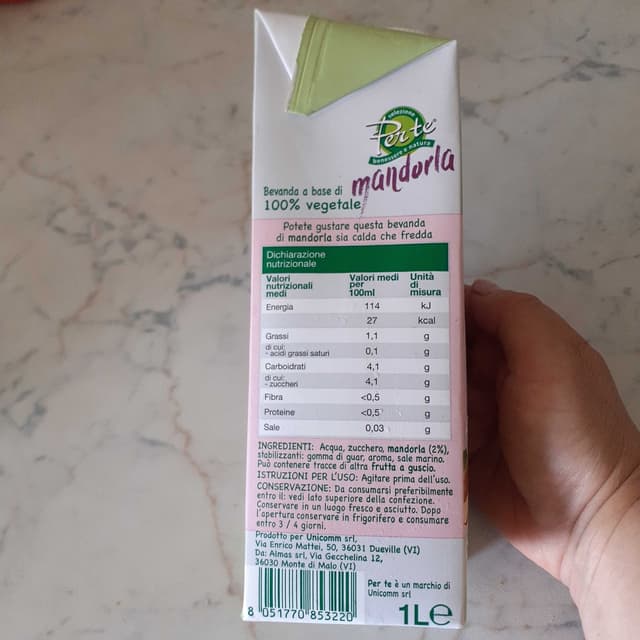 selezione
Per te
benessere e natura
Bevanda a base di mandorla
100% vegetale
Potete gustare questa bevanda
di mandorla sia calda che fredda
Dichiarazione
nutrizionale
Valori nutrizionali medi Valori medi per 100ml Unità di misura
Energia 114 kJ
27 kcal
Grassi 1,1 g
di cui:
- acidi grassi saturi 0,1 g
Carboidrati 4,1 g
di cui:
- zuccheri 4,1 g
Fibra <0,5 g
Proteine <0,5 g
Sale 0,03 g
INGREDIENTI: Acqua, zucchero, mandorla (2%),
stabilizzanti: gomma di guar, aroma, sale marino.
Può contenere tracce di altra frutta a guscio.
ISTRUZIONI PER L'USO: Agitare prima dell'uso.
CONSERVAZIONE: Da consumarsi preferibilmente
entro il: vedi lato superiore della confezione.
Conservare in un luogo fresco e asciutto. Dopo
l'apertura conservare in frigorifero e consumare
entro 3 / 4 giorni.
Prodotto per Unicomm srl,
Via Enrico Mattei, 50, 36031 Dueville (VI)
Da: Almas srl, Via Gecchelina 12,
36030 Monte di Malo (VI)
8 051770 853220
Per te è un marchio di
Unicomm srl
1L e